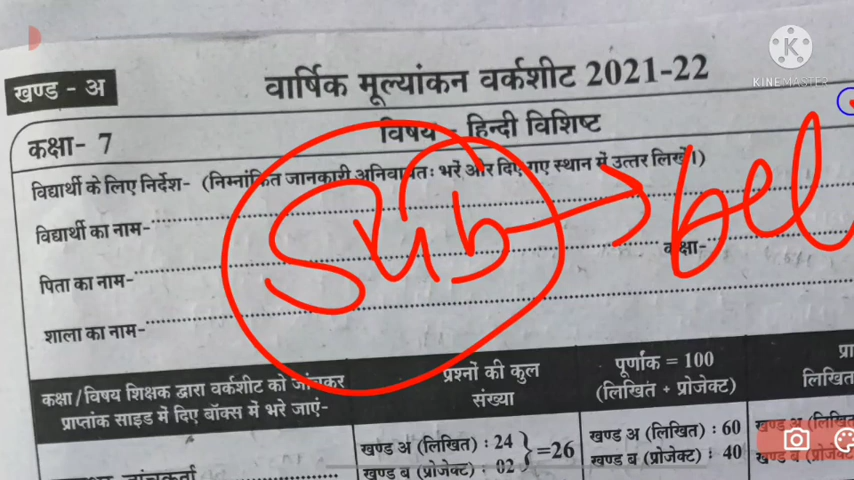 वार्षिक मूल्यांकन वर्कशीट 2021-22
KINEMASTER
खण्ड - अ
कक्षा- 7
विषय - हिन्दी विशिष्ट
विद्यार्थी के लिए निर्देश- (निम्नांकित जानकारी अनिवार्यतः भरें और दिए गए स्थान में उत्तर लिखें।)
विद्यार्थी का नाम-
Sub → bel
कक्षा-
पिता का नाम-
शाला का नाम-
कक्षा/विषय शिक्षक द्वारा वर्कशीट को जांचकर
प्राप्तांक साइड में दिए बॉक्स में भरे जाएं-
प्रश्नों की कुल
संख्या
पूर्णांक = 100
(लिखित + प्रोजेक्ट)
लिखित
खण्ड अ (लिखित) : 24
खण्ड ब (प्रोजेक्ट) : 02
=26
खण्ड अ (लिखित) : 60
खण्ड ब (प्रोजेक्ट) : 40